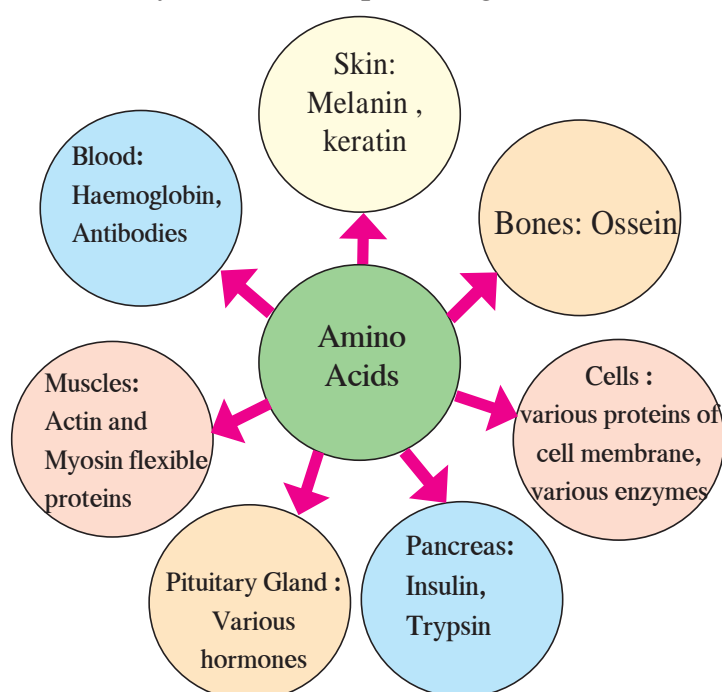 Skin:
Melanin ,
keratin
Blood:
Haemoglobin,
Antibodies
Bones: Ossein
Amino
Acids
Muscles:
Actin and
Myosin flexible
proteins
Cells :
various proteins of
cell membrane,
various enzymes
Pituitary Gland :
Various
hormones
Pancreas:
Insulin,
Trypsin